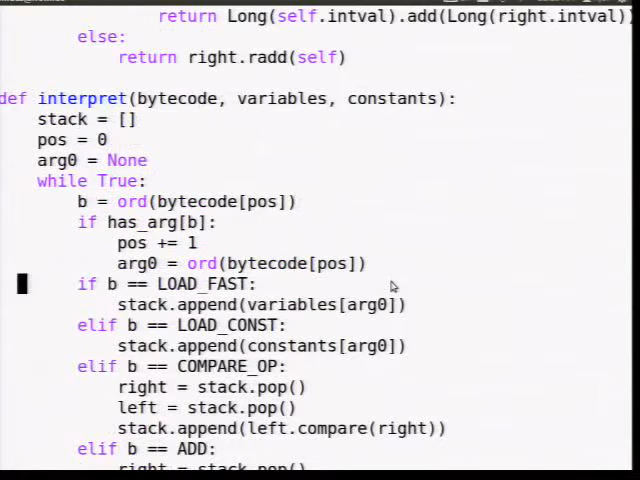 return Long(self.intval).add(Long(right.intval))
else:
return right.radd(self)
def interpret(bytecode, variables, constants):
stack = []
pos = 0
arg0 = None
while True:
b = ord(bytecode[pos])
if has_arg[b]:
pos += 1
arg0 = ord(bytecode[pos])
if b == LOAD_FAST:
stack.append(variables[arg0])
elif b == LOAD_CONST:
stack.append(constants[arg0])
elif b == COMPARE_OP:
right = stack.pop()
left = stack.pop()
stack.append(left.compare(right))
elif b == ADD:
right = stack.pop()